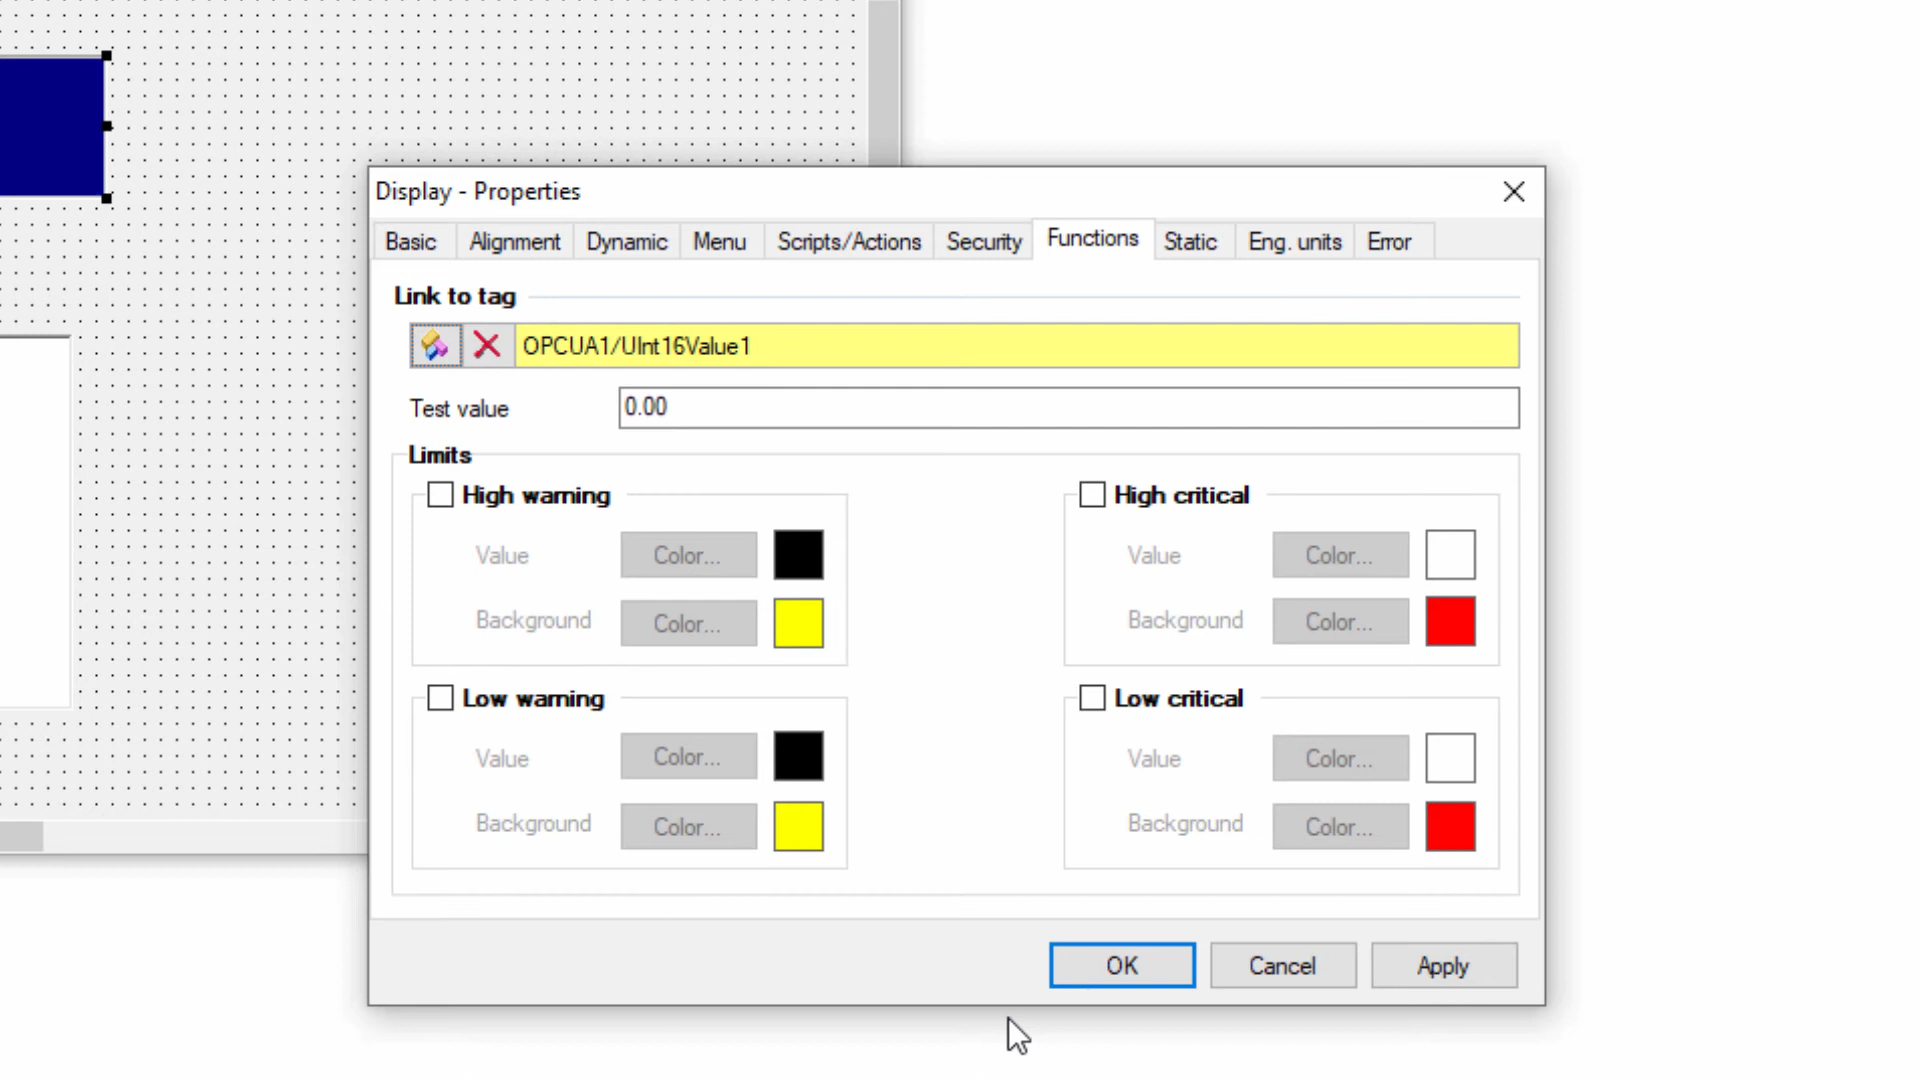 Display - Properties
Basic Alignment Dynamic Menu Scripts/Actions Security Functions Static Eng. units Error
Link to tag
OPCUA1/UInt16Value1
Test value 0.00
Limits
High warning High critical
Value Color... Value Color...
Background Color... Background Color...
Low warning Low critical
Value Color... Value Color...
Background Color... Background Color...
OK Cancel Apply